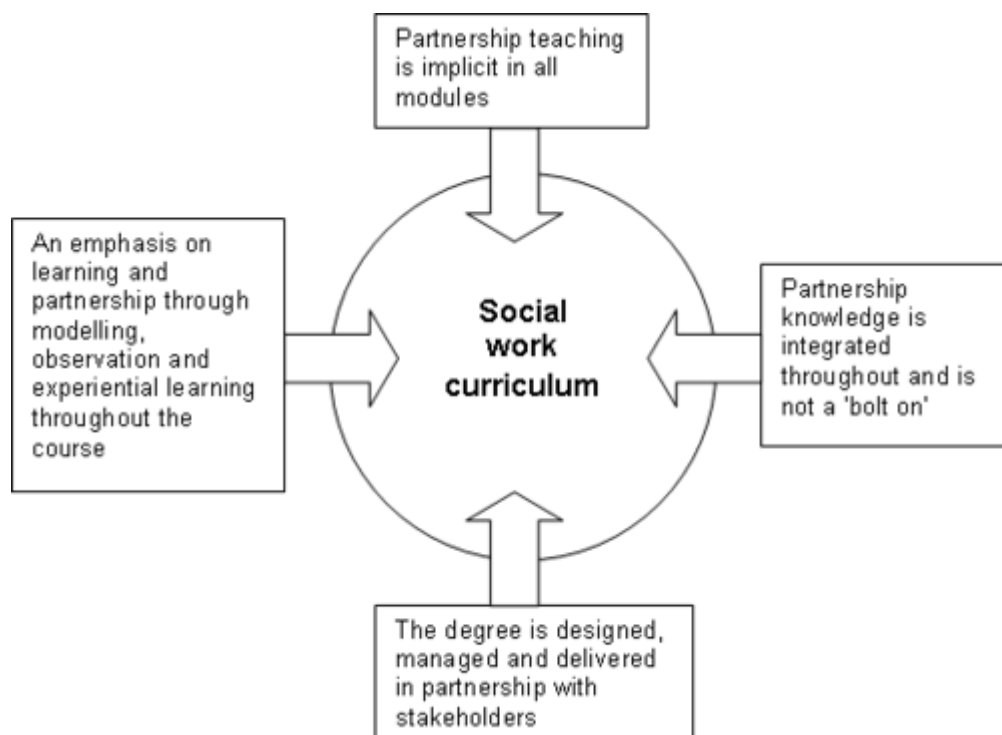 Partnership teaching
is implicit in all
modules
An emphasis on
learning and
partnership through
modelling,
observation and
experiential learning
throughout the
course
Social
work
curriculum
Partnership
knowledge is
integrated
throughout and is
not a 'bolt on'
The degree is designed,
managed and delivered
in partnership with
stakeholders